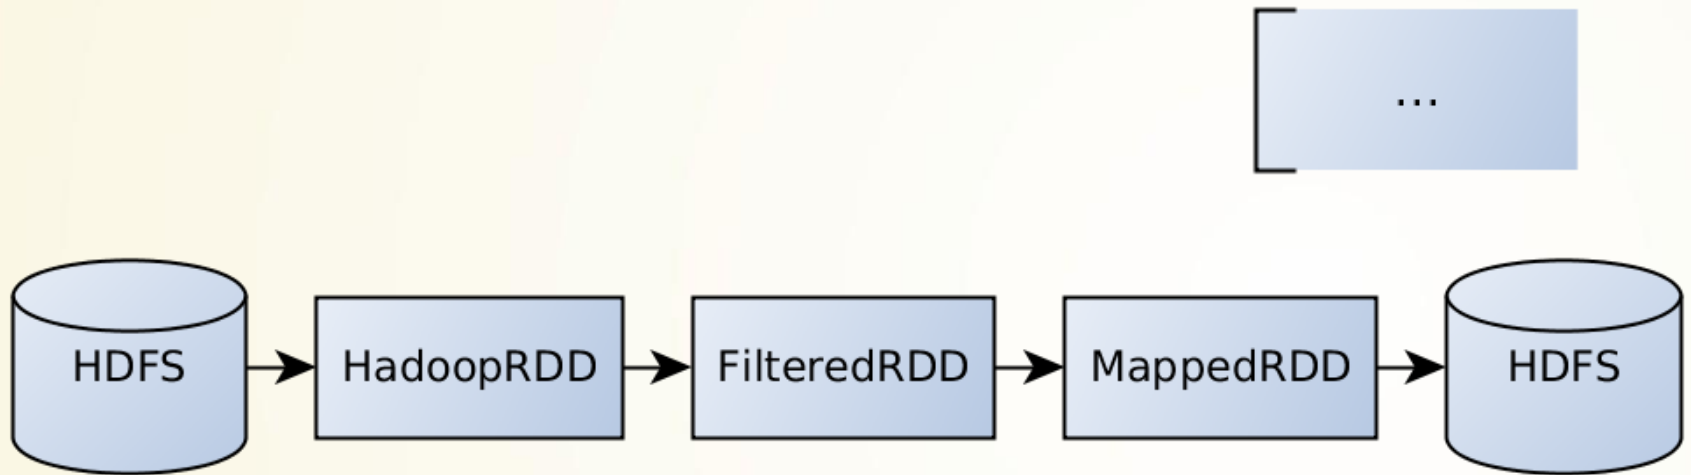 ...
HDFS
HadoopRDD
FilteredRDD
MappedRDD
HDFS